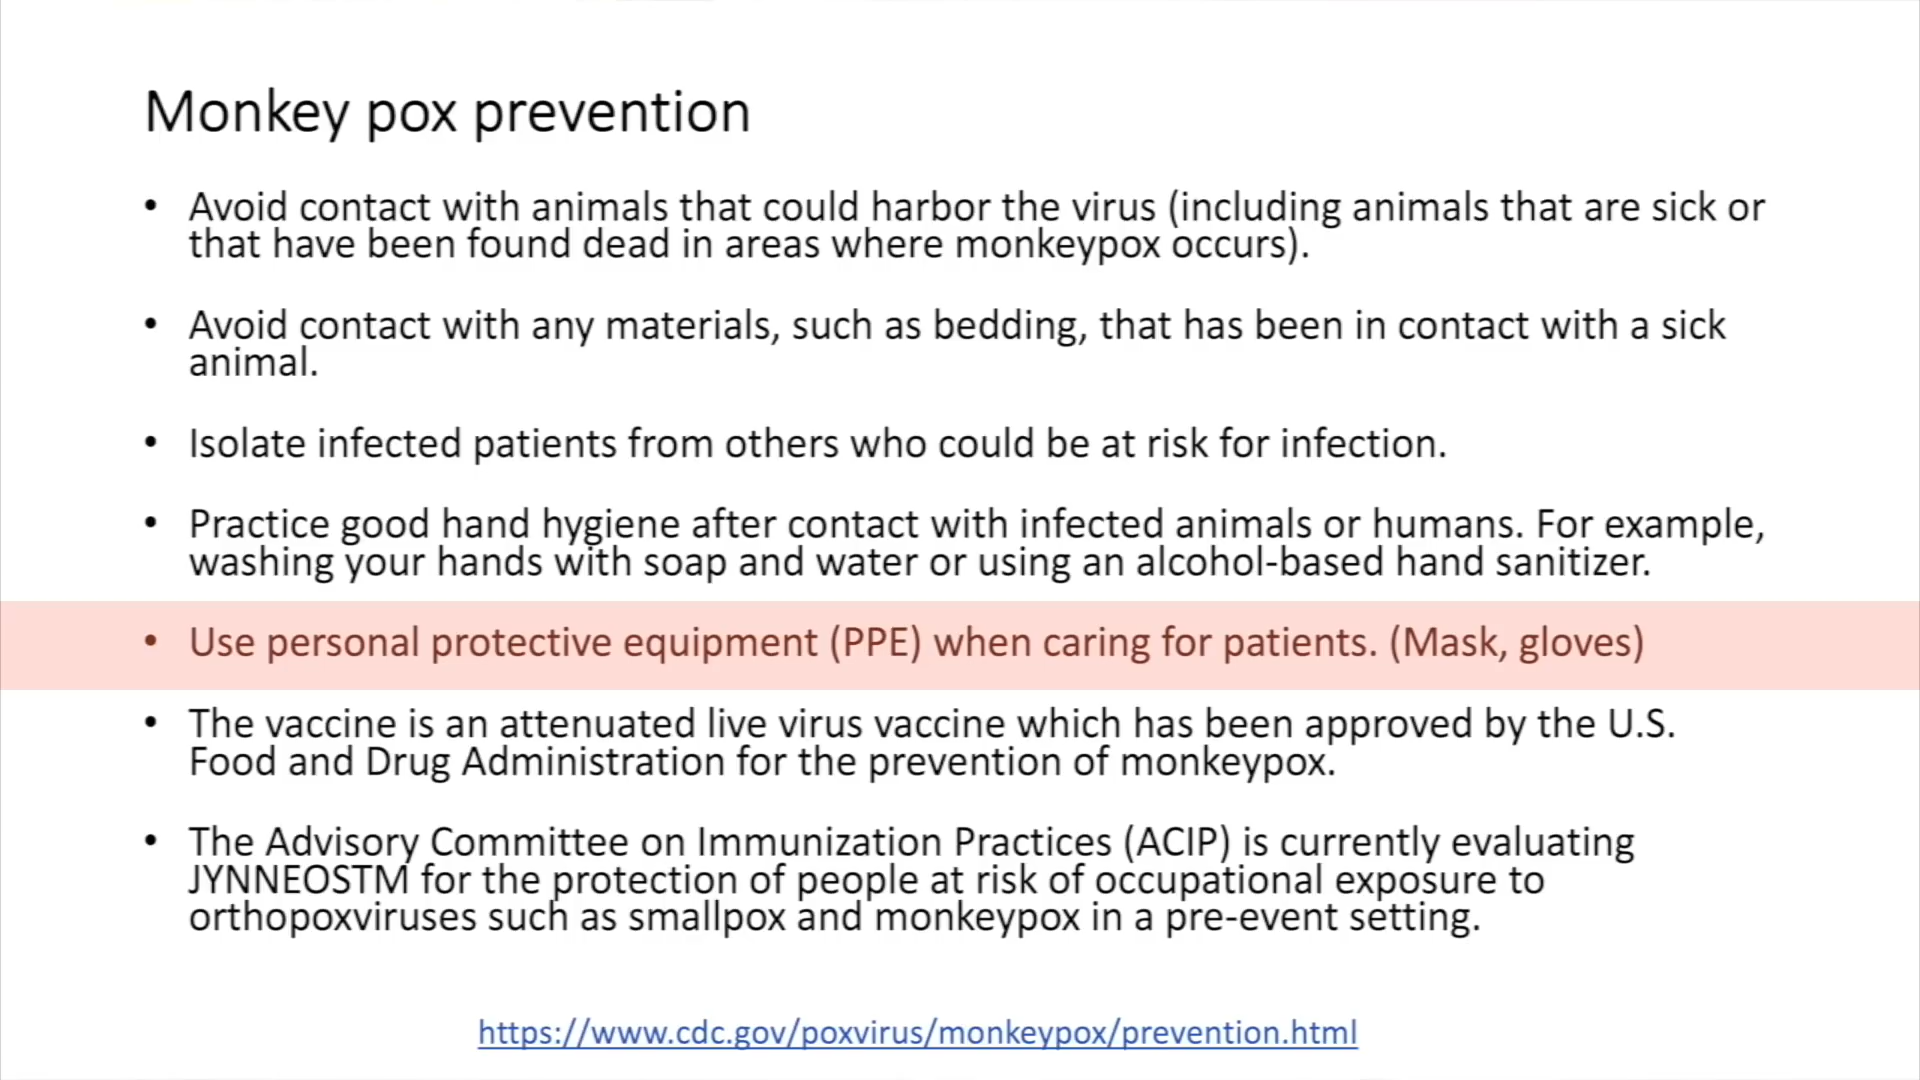 Monkey pox prevention
• Avoid contact with animals that could harbor the virus (including animals that are sick or
that have been found dead in areas where monkeypox occurs).
• Avoid contact with any materials, such as bedding, that has been in contact with a sick
animal.
• Isolate infected patients from others who could be at risk for infection.
• Practice good hand hygiene after contact with infected animals or humans. For example,
washing your hands with soap and water or using an alcohol-based hand sanitizer.
• Use personal protective equipment (PPE) when caring for patients. (Mask, gloves)
• The vaccine is an attenuated live virus vaccine which has been approved by the U.S.
Food and Drug Administration for the prevention of monkeypox.
• The Advisory Committee on Immunization Practices (ACIP) is currently evaluating
JYNNEOSTM for the protection of people at risk of occupational exposure to
orthopoxviruses such as smallpox and monkeypox in a pre-event setting.
https://www.cdc.gov/poxvirus/monkeypox/prevention.html